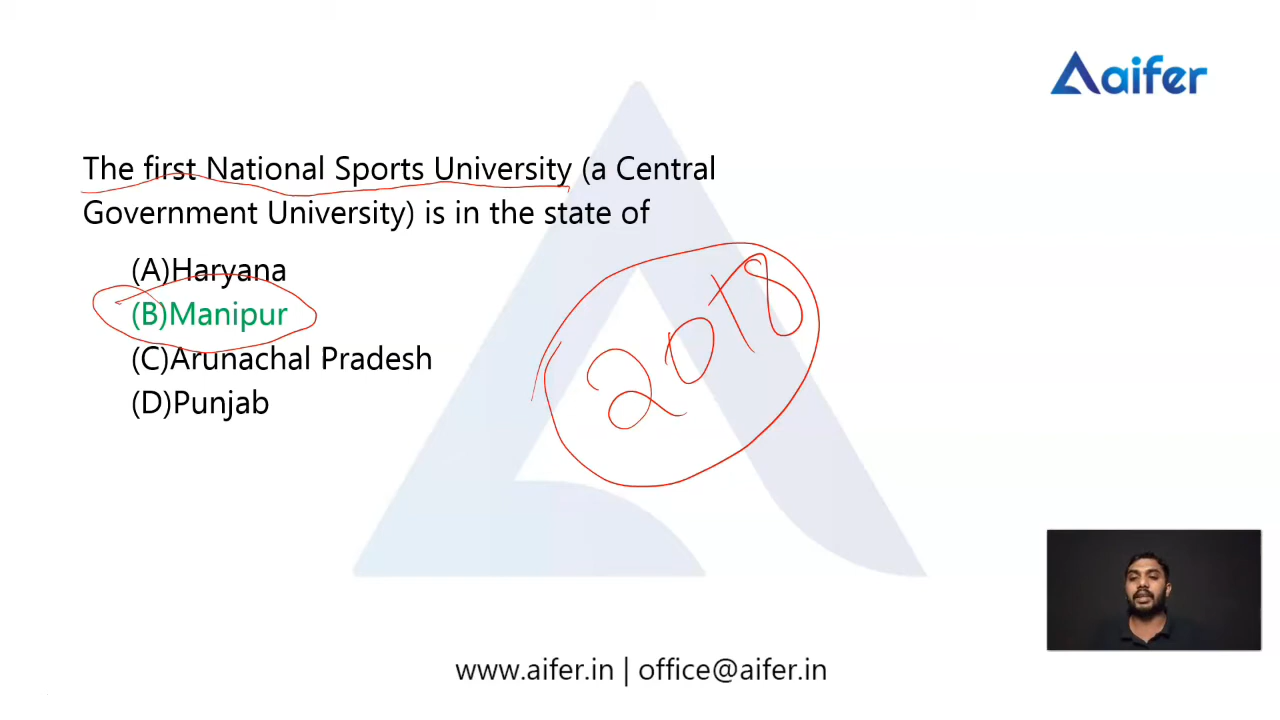 aifer
The first National Sports University (a Central
Government University) is in the state of
(A)Haryana
(B)Manipur
(C)Arunachal Pradesh
(D)Punjab
2018
www.aifer.in | office@aifer.in